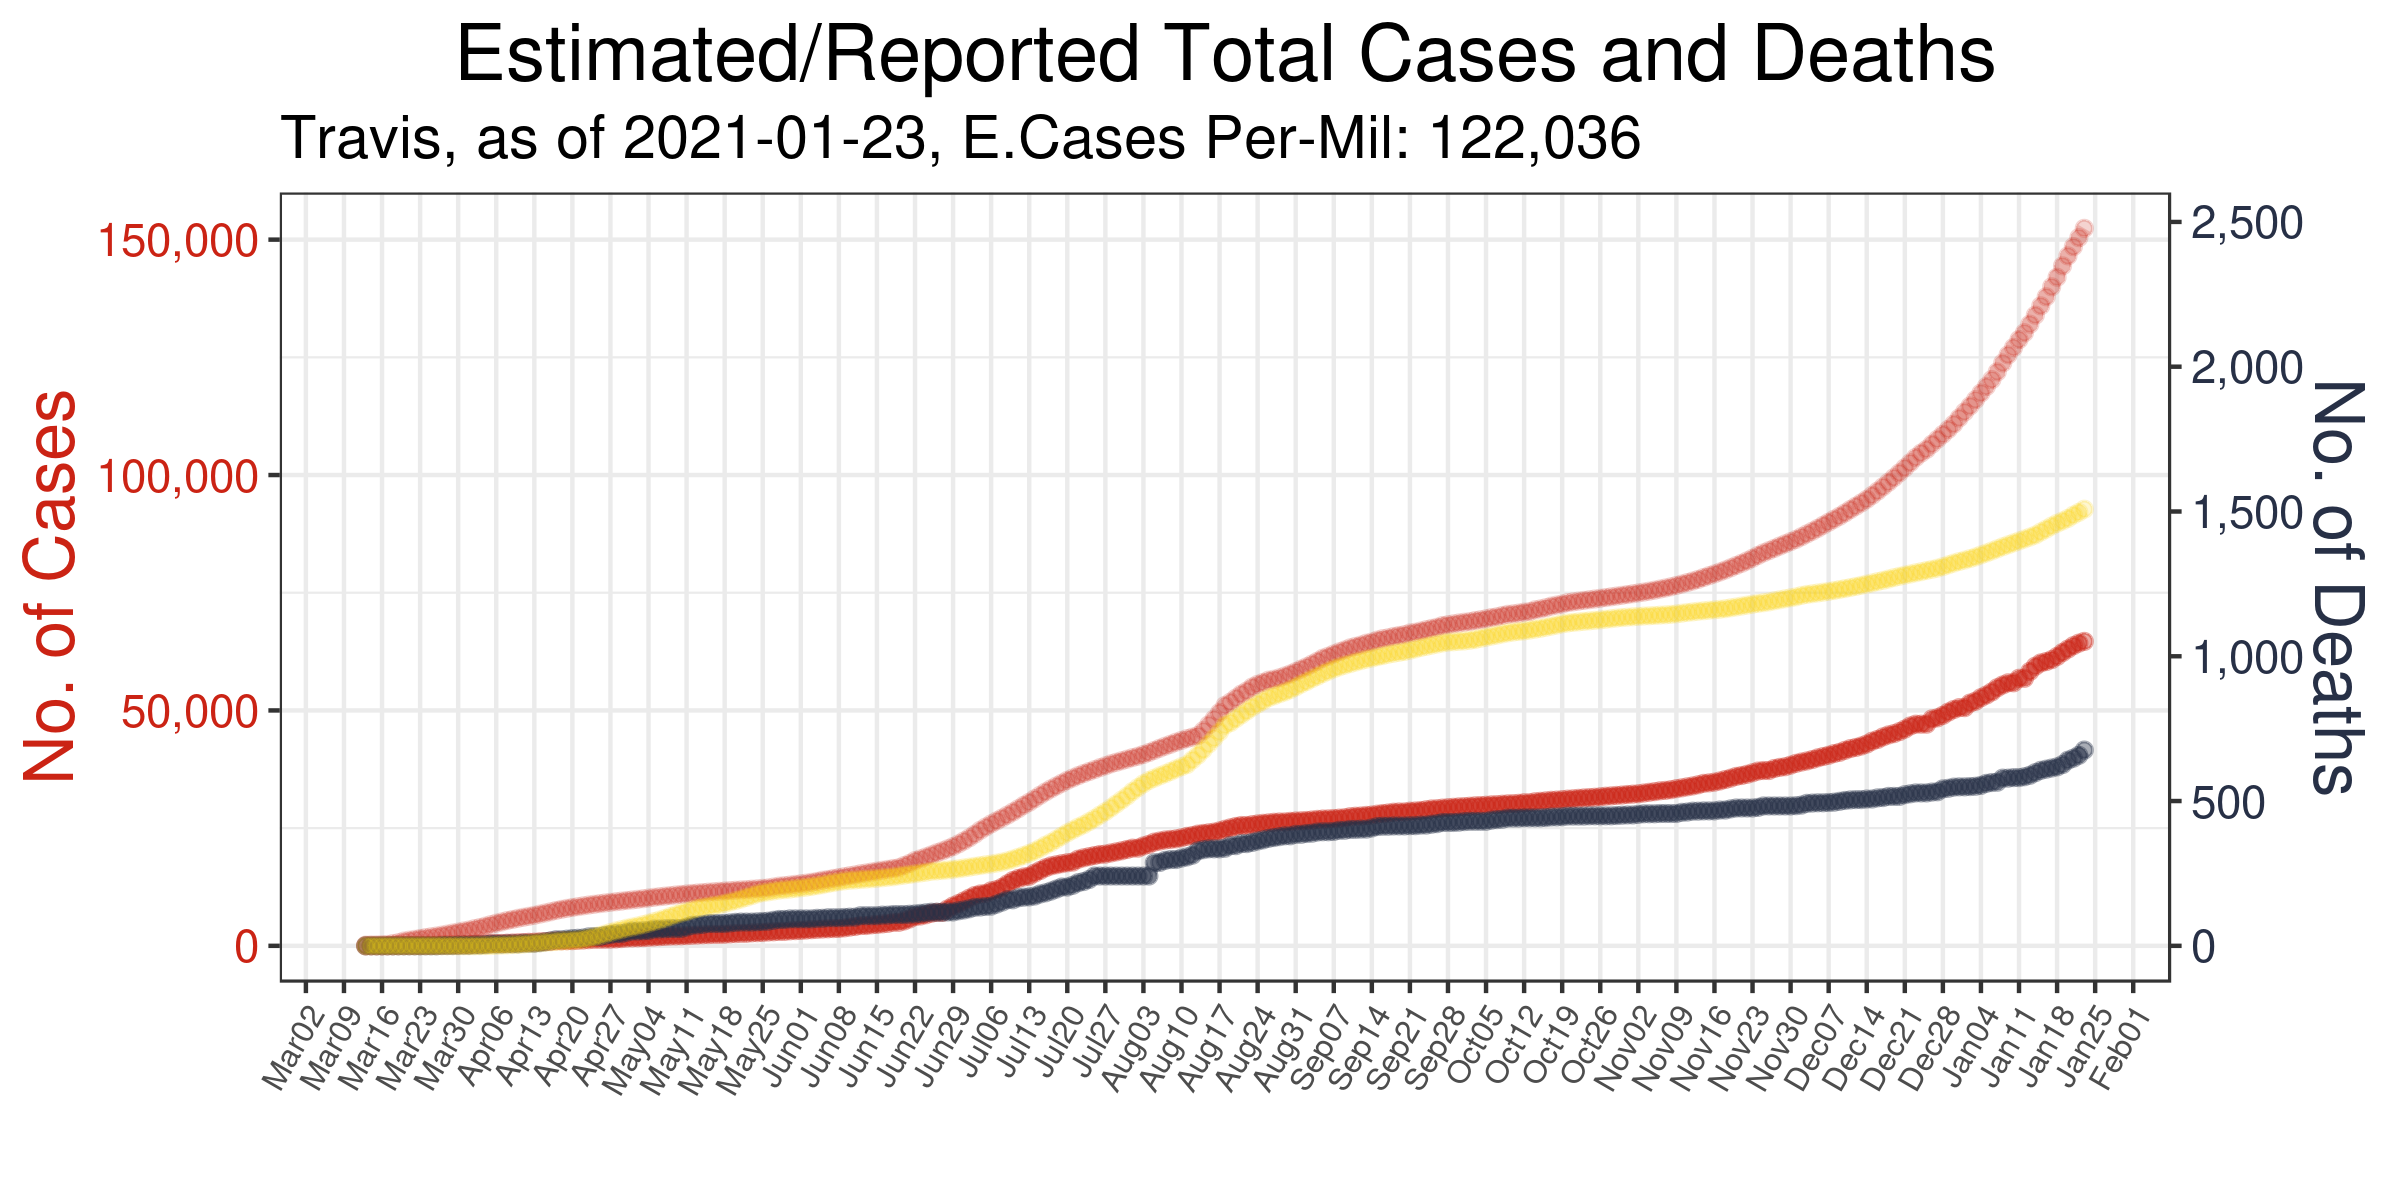 Estimated/Reported Total Cases and Deaths
Travis, as of 2021-01-23, E.Cases Per-Mil: 122,036
No. of Cases
150,000
100,000
50,000
0
2,500
2,000
1,500
1,000
500
0
No. of Deaths
Mar02
Mar09
Mar16
Mar23
Mar30
Apr06
Apr13
Apr20
Apr27
May04
May11
May18
May25
Jun01
Jun08
Jun15
Jun22
Jun29
Jul06
Jul13
Jul20
Jul27
Aug03
Aug10
Aug17
Aug24
Aug31
Sep07
Sep14
Sep21
Sep28
Oct05
Oct12
Oct19
Oct26
Nov02
Nov09
Nov16
Nov23
Nov30
Dec07
Dec14
Dec21
Dec28
Jan04
Jan11
Jan18
Jan25
Feb01